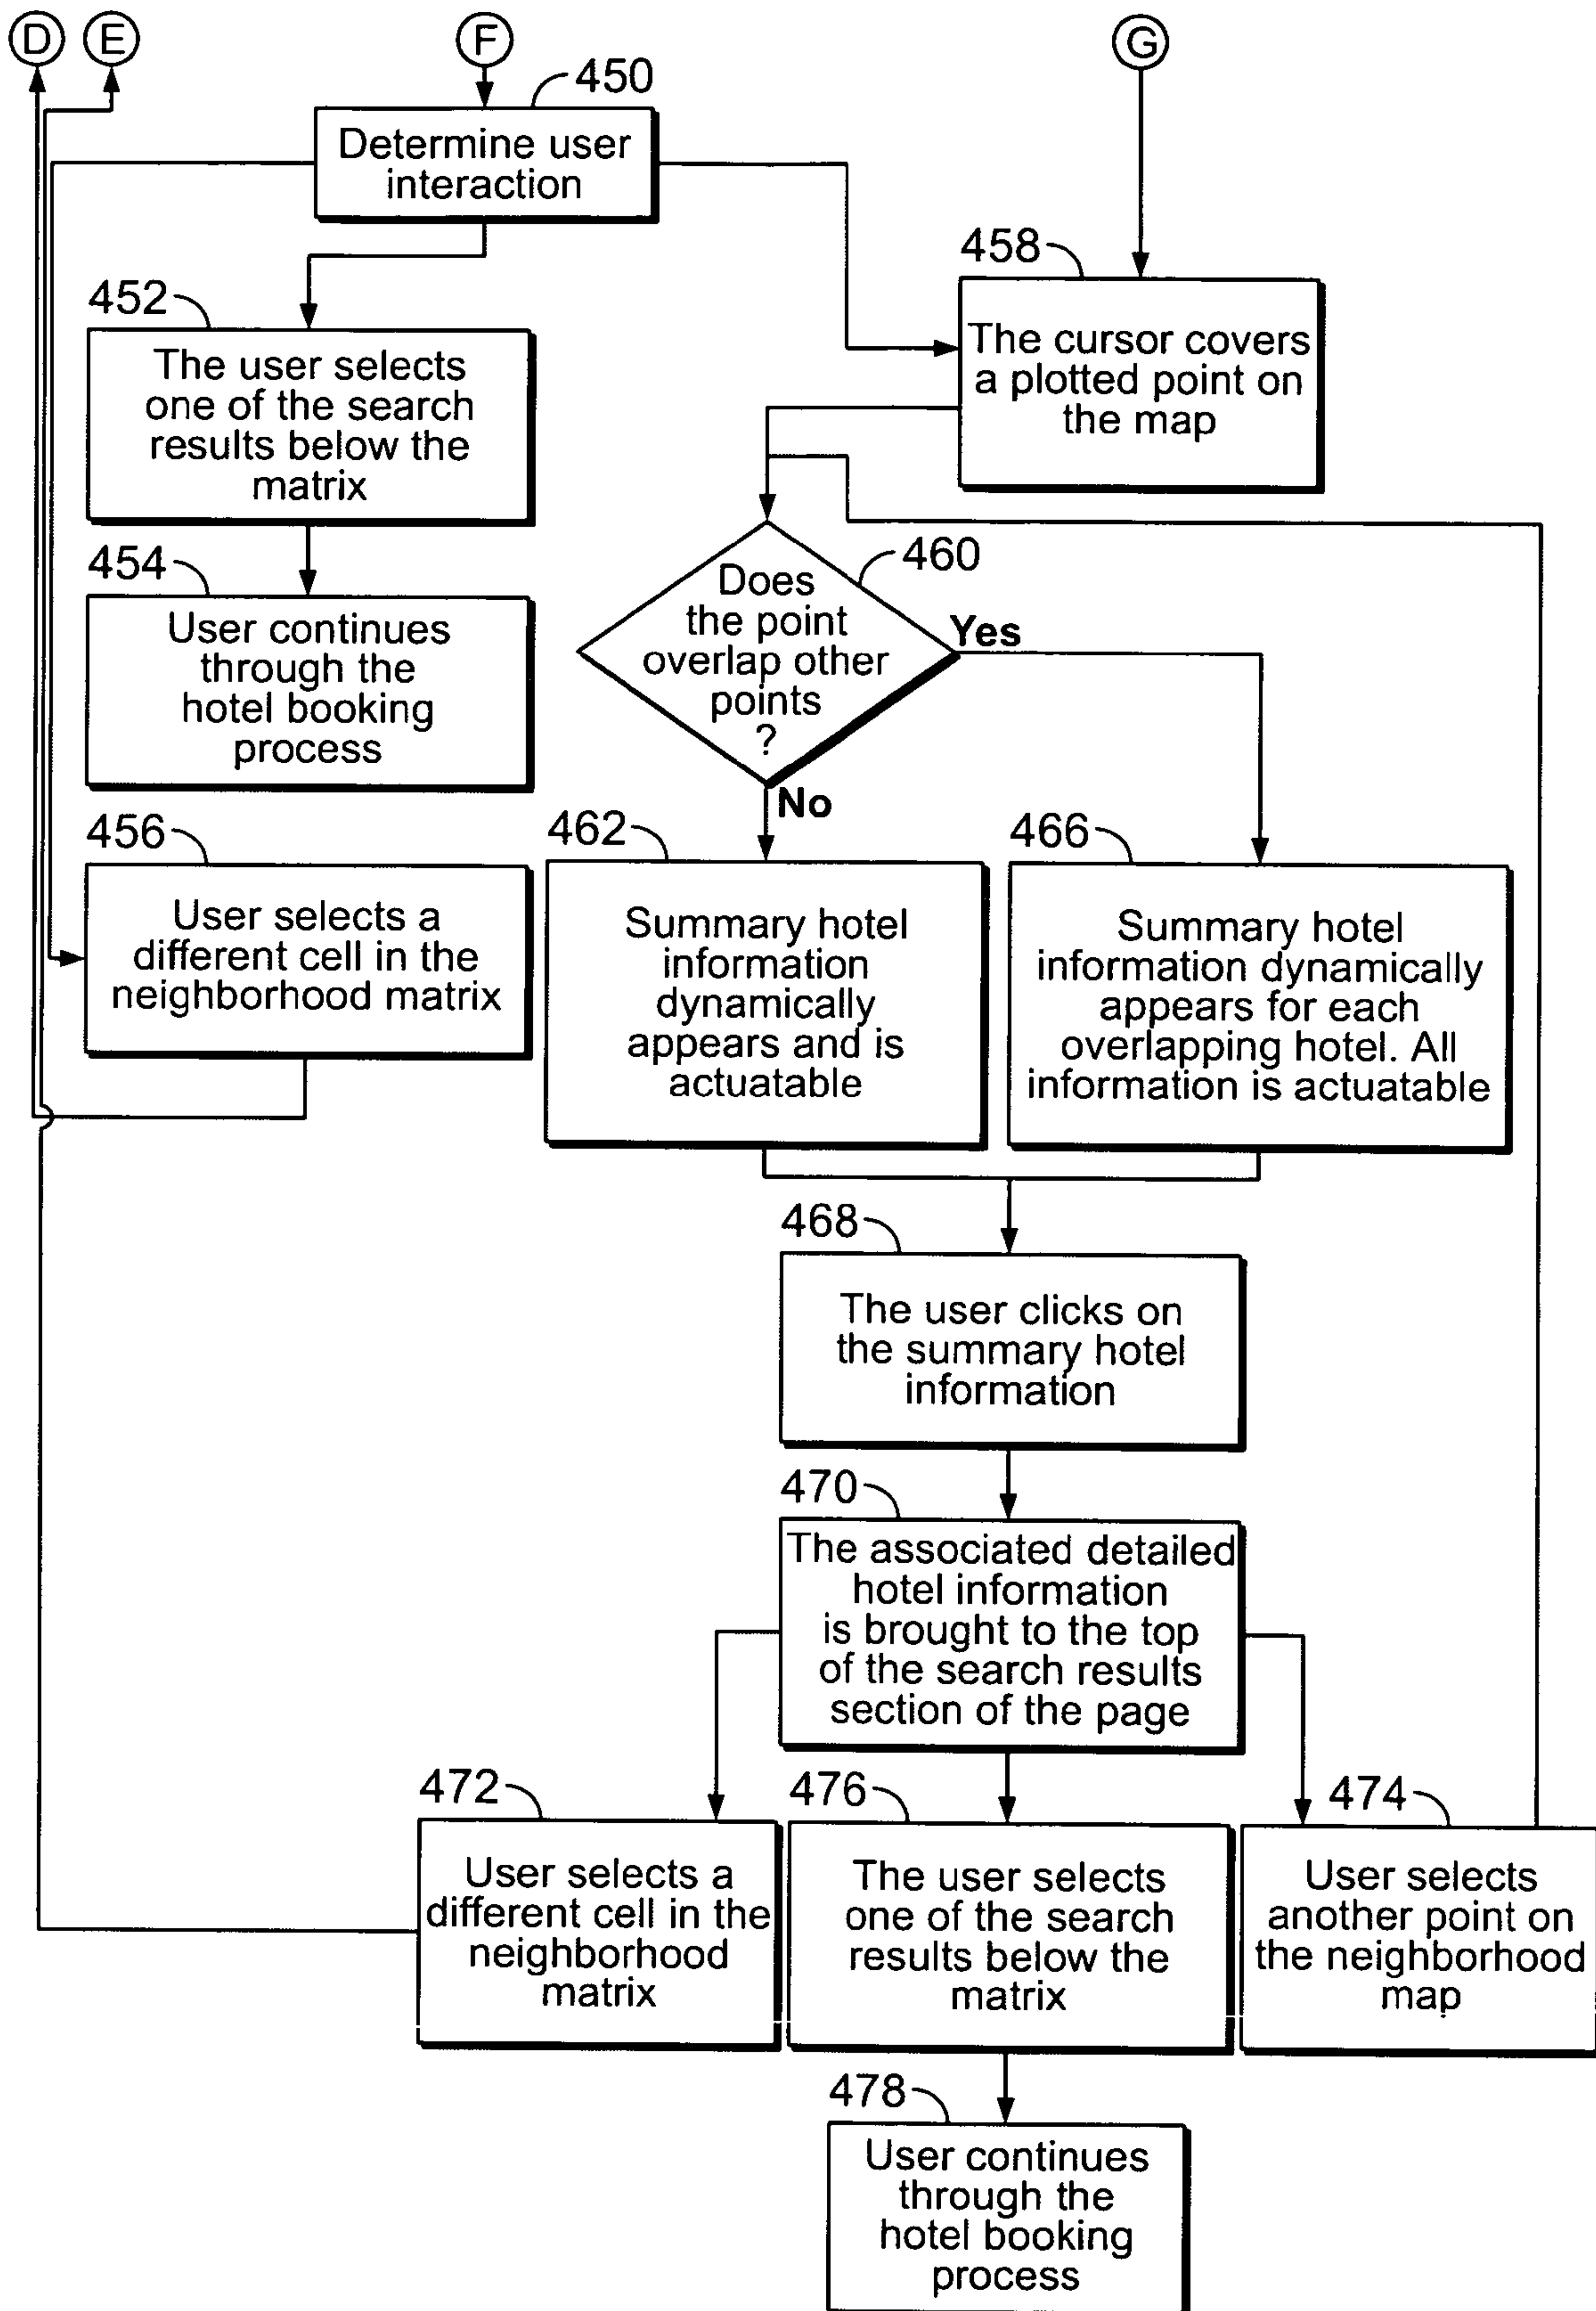 D E F G
450
Determine user
interaction
458
The cursor covers
a plotted point on
the map
452
The user selects
one of the search
results below the
matrix
454
User continues
through the
hotel booking
process
460
Does
the point
overlap other
points
?
Yes
No
456
User selects a
different cell in the
neighborhood matrix
462
Summary hotel
information
dynamically
appears and is
actuatable
466
Summary hotel
information dynamically
appears for each
overlapping hotel. All
information is actuatable
468
The user clicks on
the summary hotel
information
470
The associated detailed
hotel information
is brought to the top
of the search results
section of the page
472
User selects a
different cell in the
neighborhood
matrix
476
The user selects
one of the search
results below the
matrix
474
User selects
another point on
the neighborhood
map
478
User continues
through the
hotel booking
process